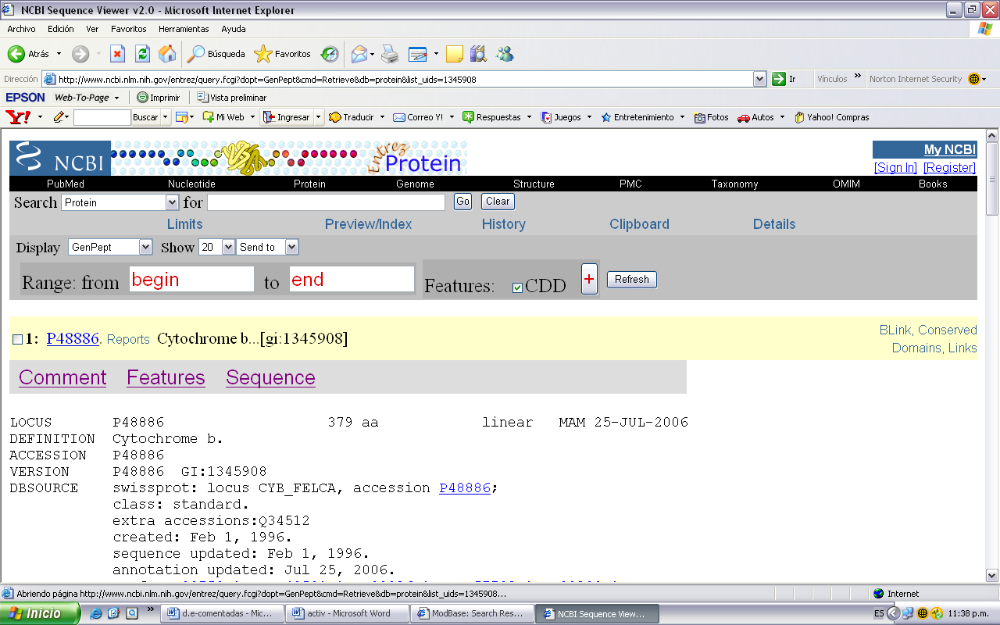 NCBI Sequence Viewer v2.0 - Microsoft Internet Explorer
Archivo Edición Ver Favoritos Herramientas Ayuda
Atrás Búsqueda Favoritos
Dirección http://www.ncbi.nlm.nih.gov/entrez/query.fcgi?dopt=GenPept&cmd=Retrieve&db=protein&list_uids=1345908 Ir Vínculos » Norton Internet Security
EPSON Web-To-Page Imprimir Vista preliminar
Y! Buscar Mi Web Ingresar Traducir Correo Y! Respuestas Juegos Entretenimiento Fotos Autos Yahoo! Compras
NCBI Entrez Protein My NCBI
[Sign In] [Register]
PubMed Nucleotide Protein Genome Structure PMC Taxonomy OMIM Books
Search Protein for Go Clear
Limits Preview/Index History Clipboard Details
Display GenPept Show 20 Send to
Range: from begin to end Features: CDD + Refresh
1: P48886. Reports Cytochrome b...[gi:1345908] BLink, Conserved
Domains, Links
Comment Features Sequence
LOCUS P48886 379 aa linear MAM 25-JUL-2006
DEFINITION Cytochrome b.
ACCESSION P48886
VERSION P48886 GI:1345908
DBSOURCE swissprot: locus CYB_FELCA, accession P48886;
class: standard.
extra accessions:Q34512
created: Feb 1, 1996.
sequence updated: Feb 1, 1996.
annotation updated: Jul 25, 2006.
Abriendo página http://www.ncbi.nlm.nih.gov/entrez/query.fcgi?dopt=GenPept&cmd=Retrieve&db=protein&list_uids=1345908... Internet
Inicio » d.e-comentadas - Mic... activ - Microsoft Word ModBase: Search Res... NCBI Sequence View... ES 11:38 p.m.